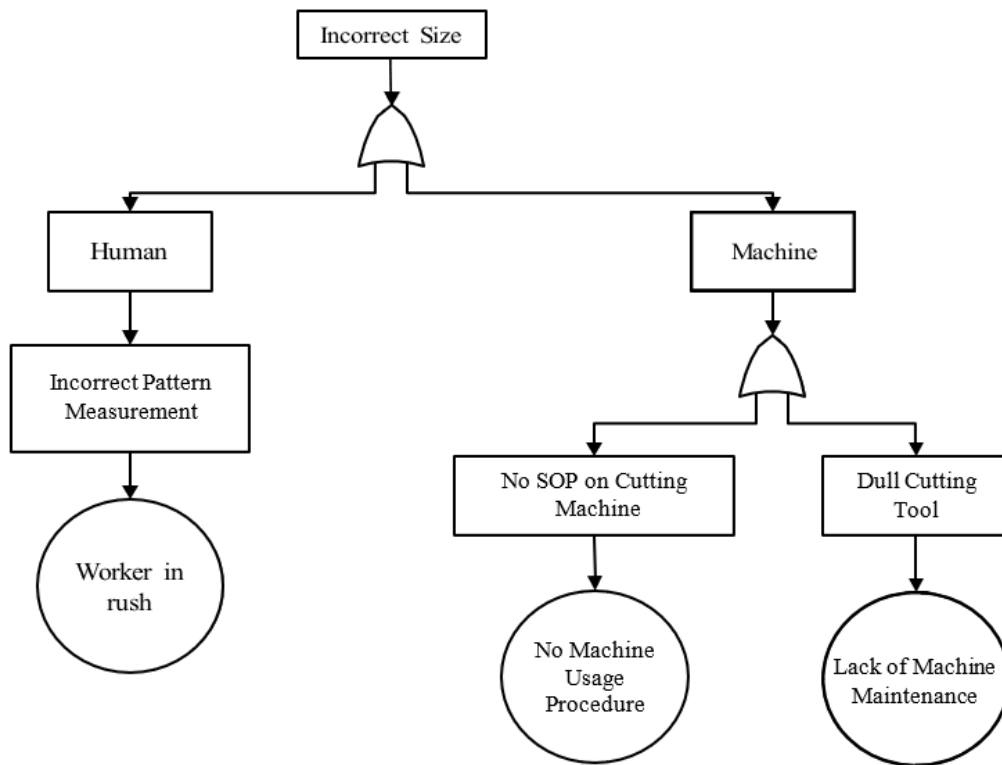 Incorrect Size
Human
Machine
Incorrect Pattern
Measurement
No SOP on Cutting
Machine
Dull Cutting
Tool
Worker in
rush
No Machine
Usage
Procedure
Lack of Machine
Maintenance